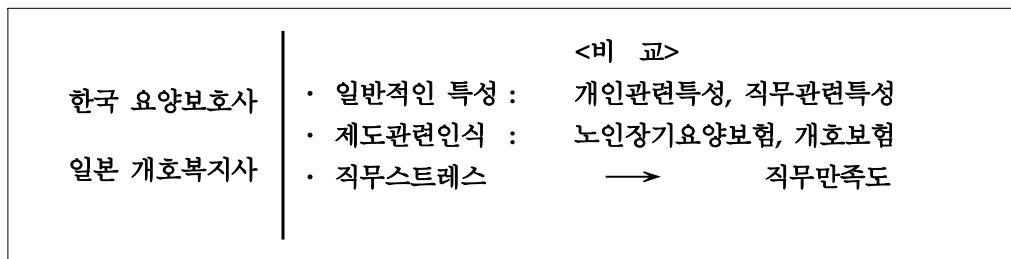 한국 요양보호사
일본 개호복지사
<비 교>
· 일반적인 특성 : 개인관련특성, 직무관련특성
· 제도관련인식 : 노인장기요양보험, 개호보험
· 직무스트레스 → 직무만족도